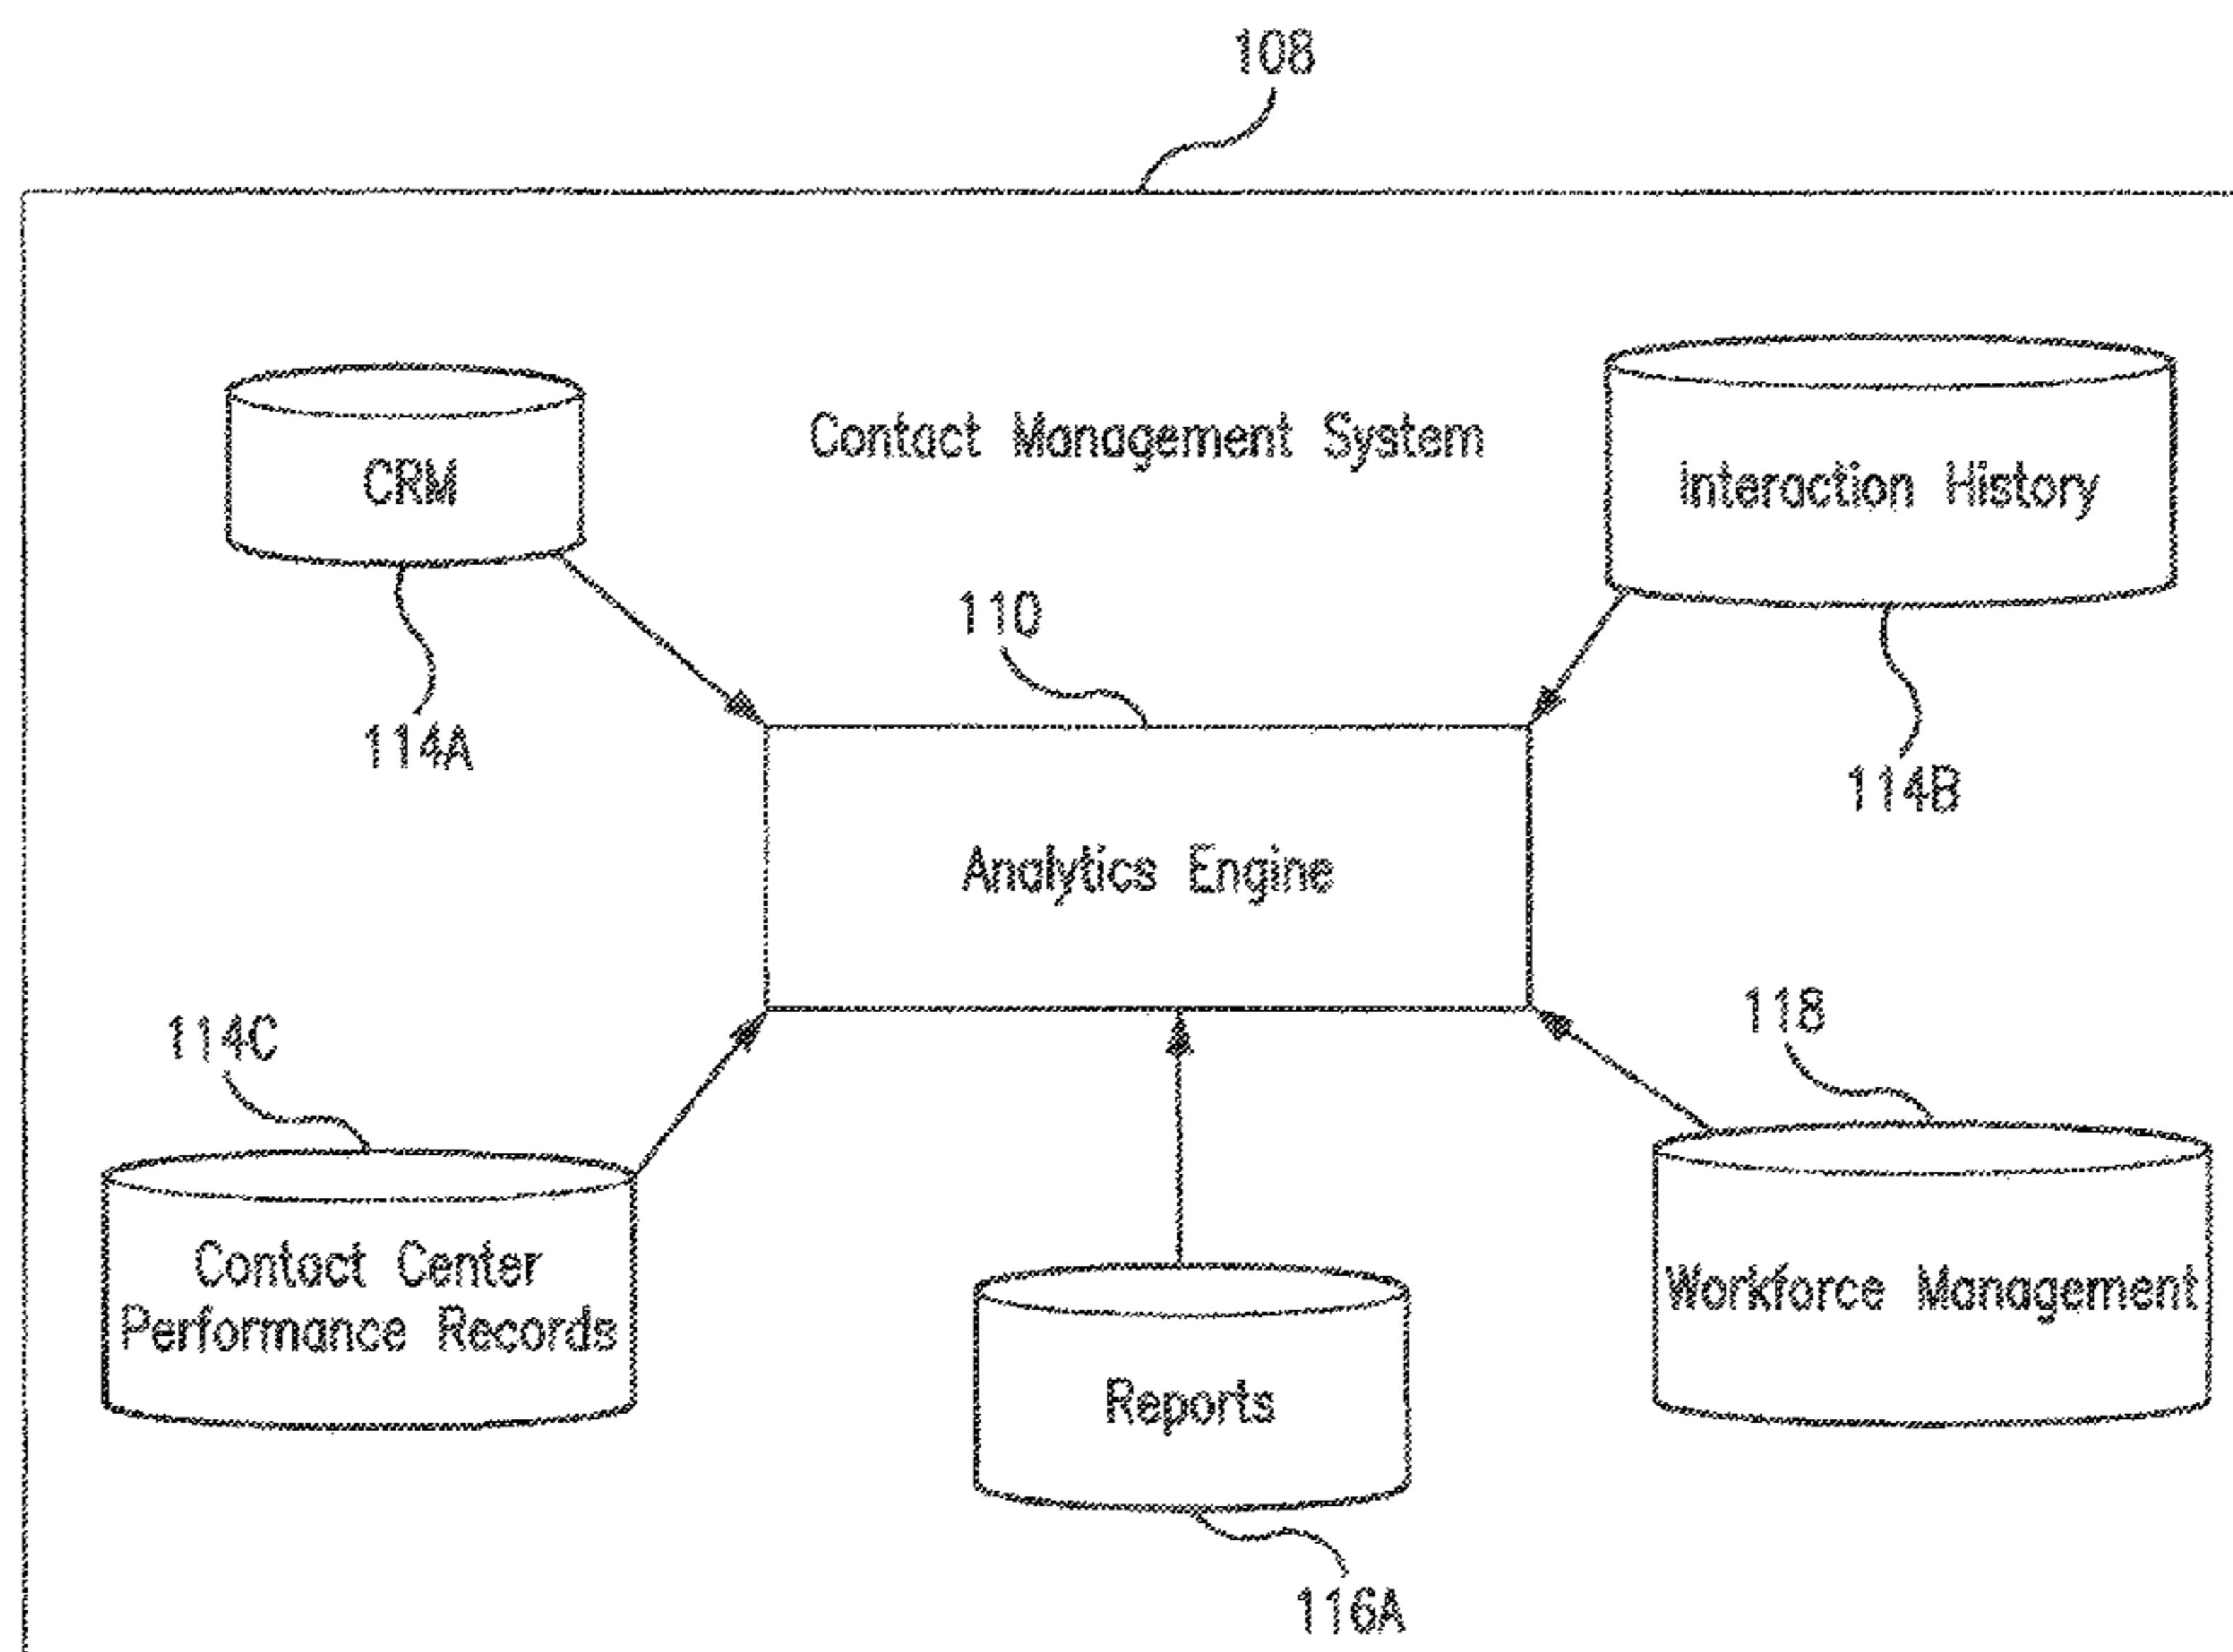 108
Contact Management System
CRM
Interaction History
110
114A
114B
Analytics Engine
114C
118
Contact Center
Performance Records
Workforce Management
Reports
116A